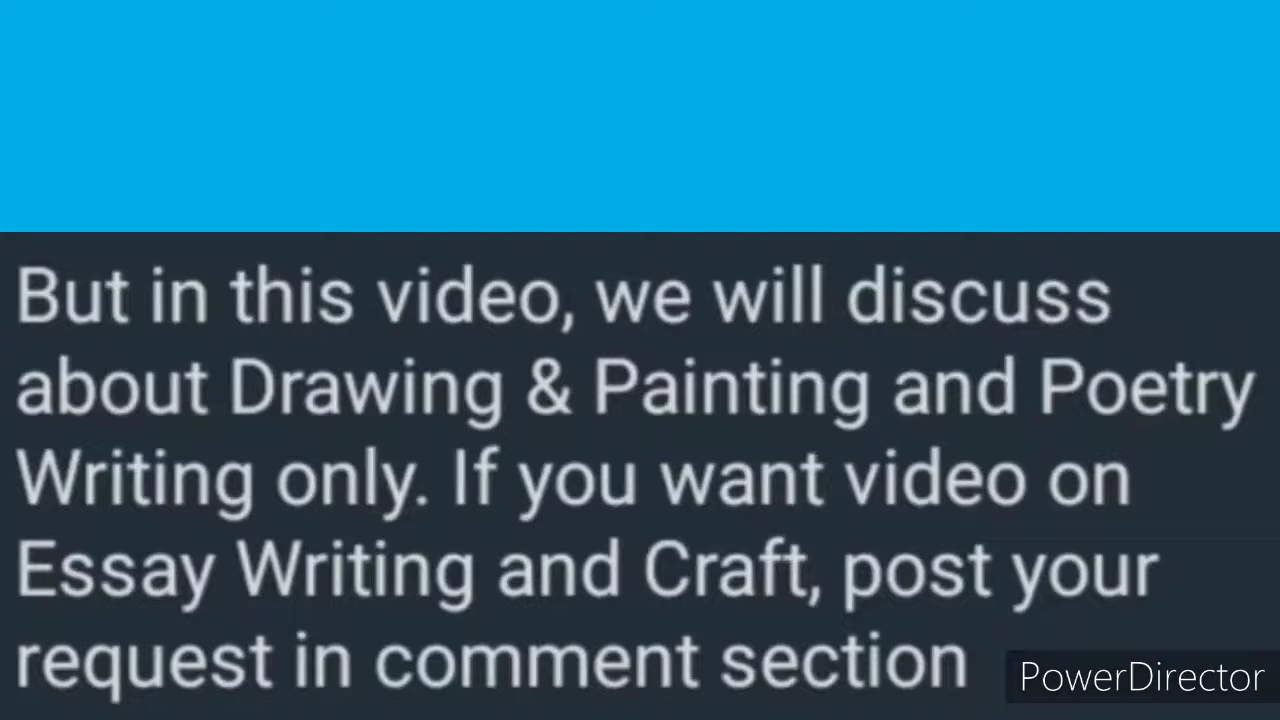 But in this video, we will discuss
about Drawing & Painting and Poetry
Writing only. If you want video on
Essay Writing and Craft, post your
request in comment section
PowerDirector